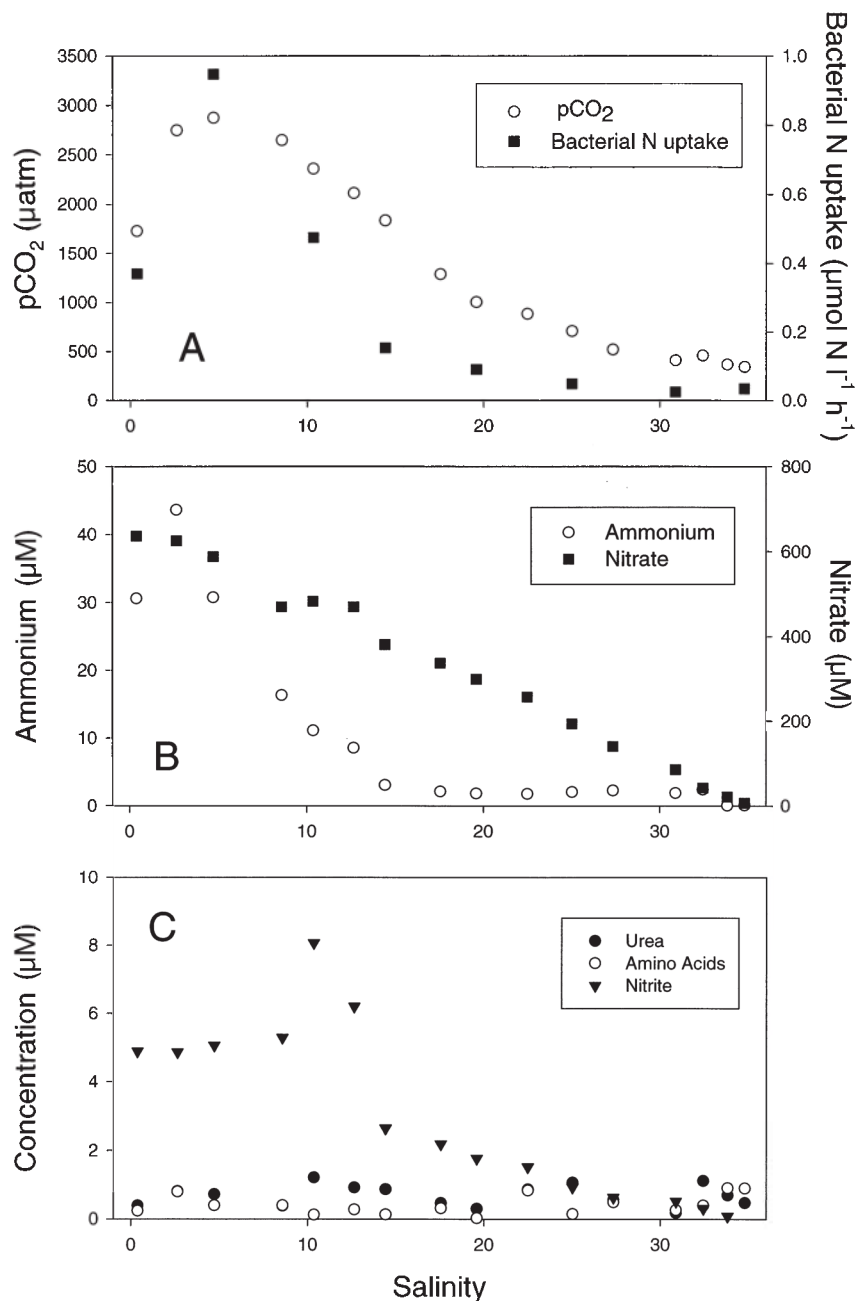 3500
3000
2500
2000
1500
1000
500
0
pCO₂ (µatm)
1.0
0.8
0.6
0.4
0.2
0.0
Bacterial N
uptake (µmol N l⁻¹ h⁻¹)
pCO₂
Bacterial N uptake
A
0 10 20 30
50
40
30
20
10
0
Ammonium (µM)
800
600
400
200
0
Nitrate (µM)
Ammonium
Nitrate
B
0 10 20 30
10
8
6
4
2
0
Concentration (µM)
C
Urea
Amino Acids
Nitrite
0 10 20 30
Salinity